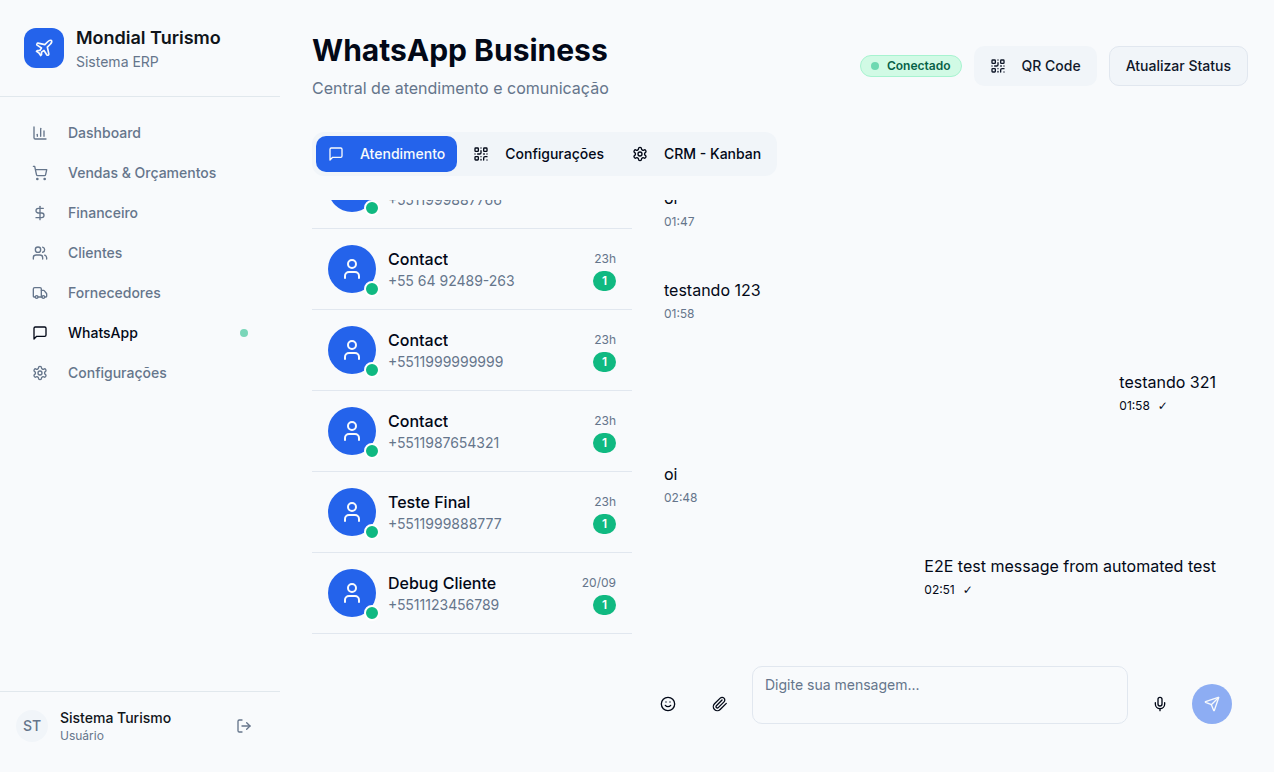 Mondial Turismo
Sistema ERP
Dashboard
Vendas & Orçamentos
Financeiro
Clientes
Fornecedores
WhatsApp
Configurações
ST
Sistema Turismo
Usuário
WhatsApp Business
Central de atendimento e comunicação
Conectado
QR Code
Atualizar Status
Atendimento
Configurações
CRM - Kanban
+5511999887766
Contact
23h
+55 64 92489-263
1
Contact
23h
+5511999999999
1
Contact
23h
+5511987654321
1
Teste Final
23h
+5511999888777
1
Debug Cliente
20/09
+5511123456789
1
oi
01:47
testando 123
01:58
testando 321
01:58 ✓
oi
02:48
E2E test message from automated test
02:51 ✓
Digite sua mensagem...